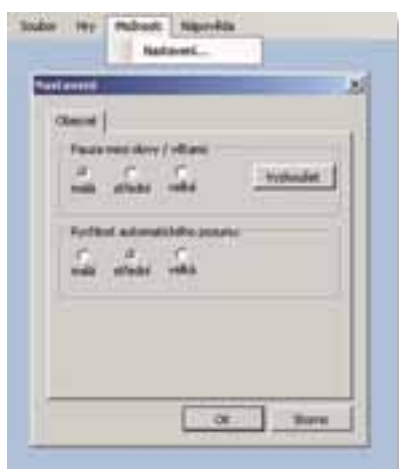 Soubor Hry Možnosti Nápověda
Nastavení...
Nastavení
Obecné
Pauza mezi slovy / větami
malá střední velká
Vyzkoušet
Rychlost automatického posunu
malá střední velká
OK
Storno